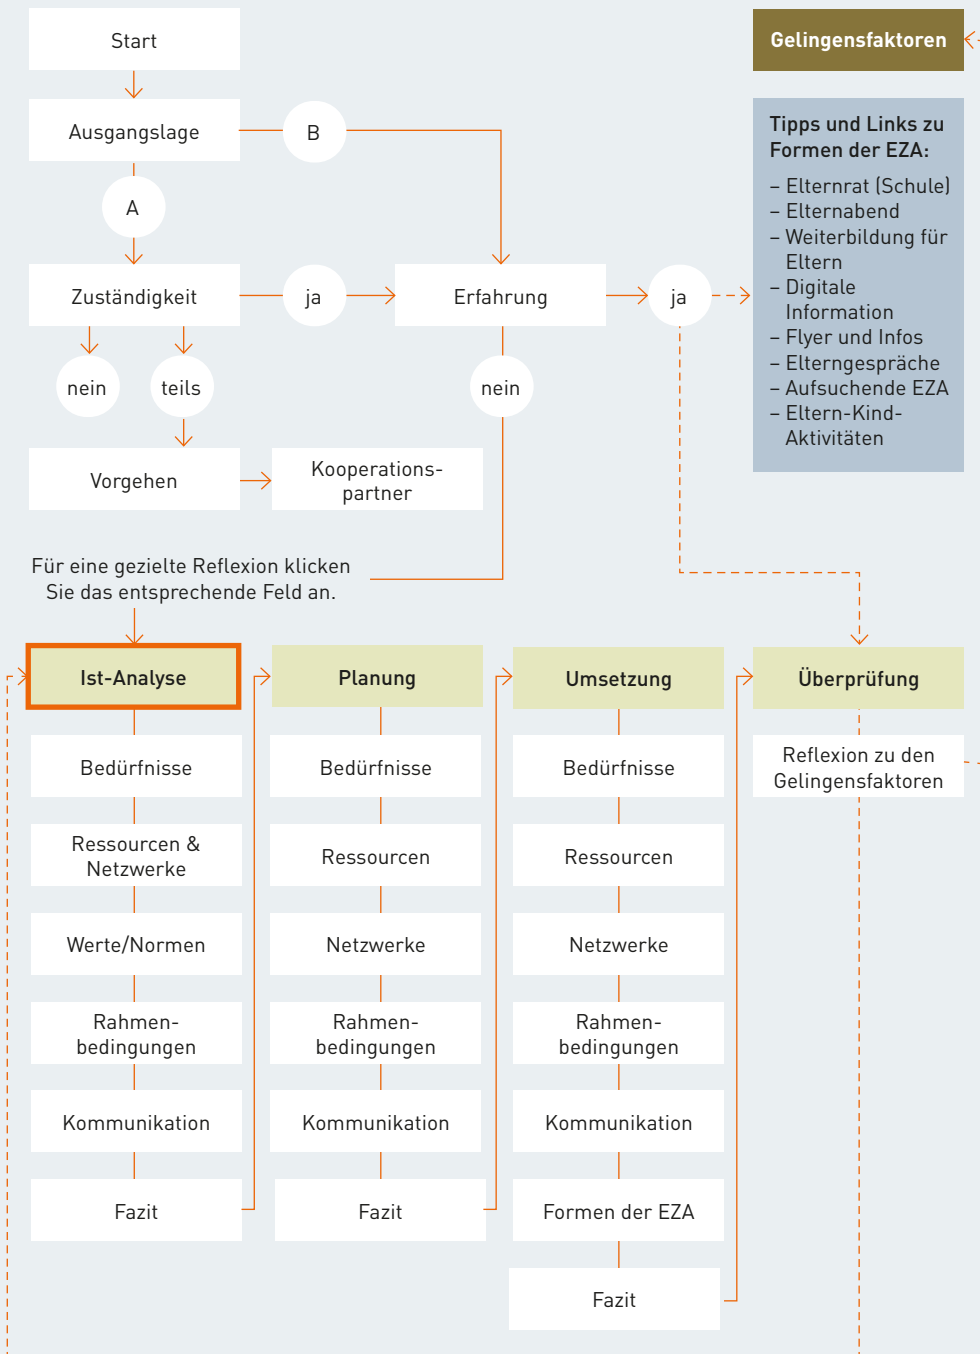 Start
Gelingensfaktoren
Ausgangslage
B
Tipps und Links zu
Formen der EZA:
– Elternrat (Schule)
– Elternabend
– Weiterbildung für
Eltern
– Digitale
Information
– Flyer und Infos
– Elterngespräche
– Aufsuchende EZA
– Eltern-Kind-
Aktivitäten
A
Zuständigkeit
ja
Erfahrung
ja
nein
teils
nein
Vorgehen
Kooperations-
partner
Für eine gezielte Reflexion klicken
Sie das entsprechende Feld an.
Ist-Analyse
Bedürfnisse
Ressourcen &
Netzwerke
Werte/Normen
Rahmen-
bedingungen
Kommunikation
Fazit
Planung
Bedürfnisse
Ressourcen
Netzwerke
Rahmen-
bedingungen
Kommunikation
Fazit
Umsetzung
Bedürfnisse
Ressourcen
Netzwerke
Rahmen-
bedingungen
Kommunikation
Formen der EZA
Fazit
Überprüfung
Reflexion zu den
Gelingensfaktoren